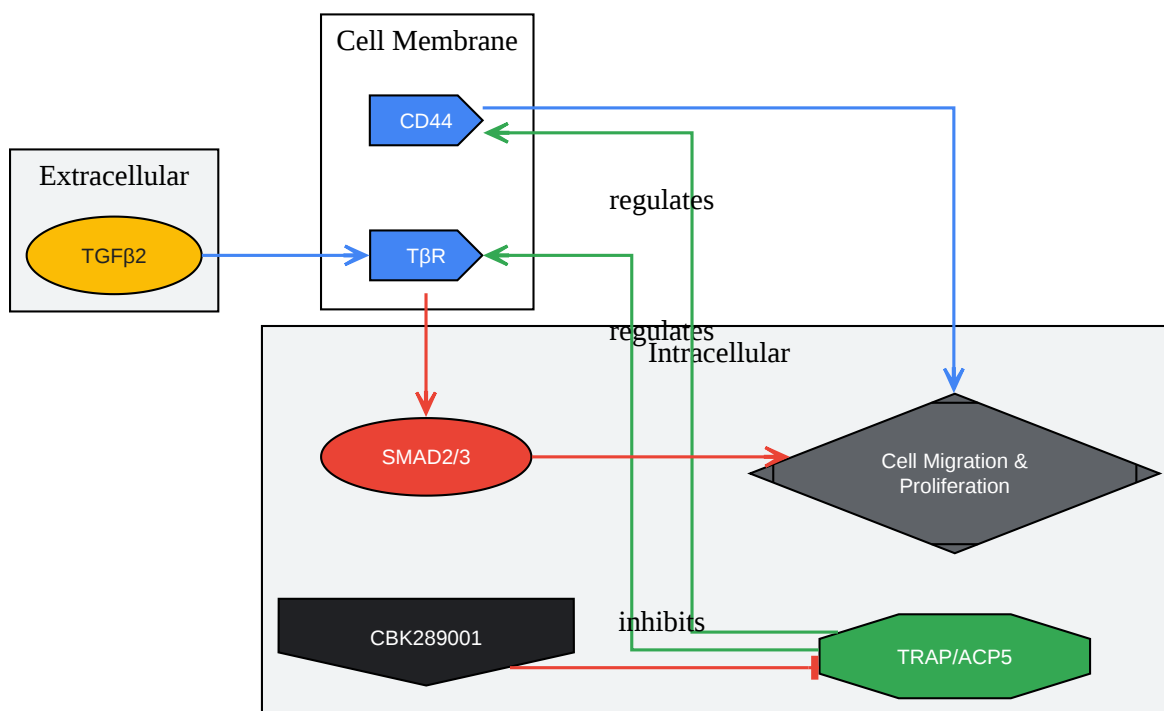 Cell Membrane
CD44
Extracellular
regulates
TGFβ2
TβR
regulates
Intracellular
SMAD2/3
Cell Migration &
Proliferation
inhibits
CBK289001
TRAP/ACP5